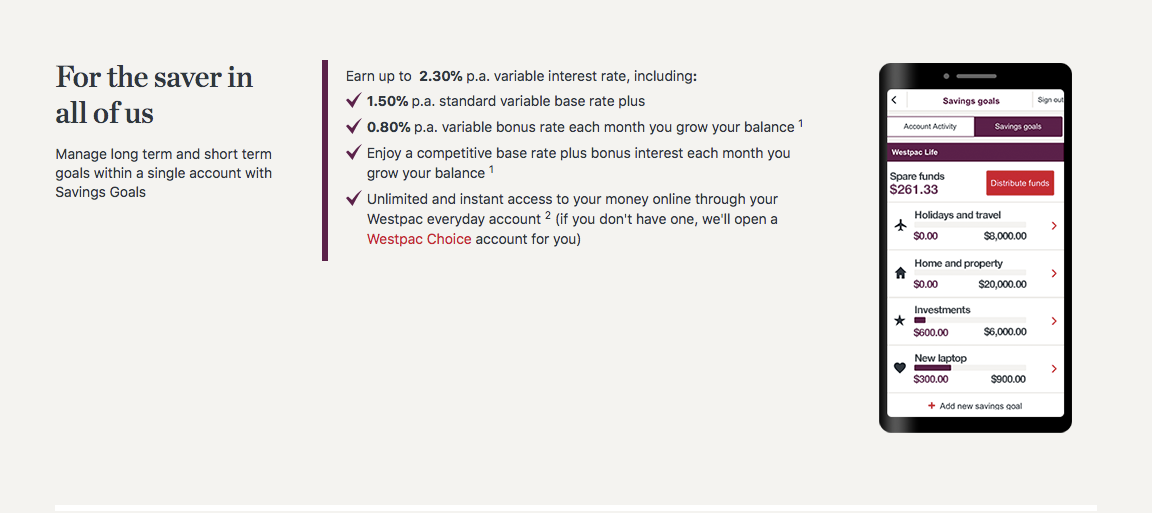 For the saver in
all of us
Manage long term and short term
goals within a single account with
Savings Goals
Earn up to 2.30% p.a. variable interest rate, including:
1.50% p.a. standard variable base rate plus
0.80% p.a. variable bonus rate each month you grow your balance 1
Enjoy a competitive base rate plus bonus interest each month you
grow your balance 1
Unlimited and instant access to your money online through your
Westpac everyday account 2 (if you don't have one, we'll open a
Westpac Choice account for you)
Savings goals Sign out
Account Activity Savings goals
Westpac Life
Spare funds
$261.33
Distribute funds
Holidays and travel
$0.00 $8,000.00
Home and property
$0.00 $20,000.00
Investments
$600.00 $6,000.00
New laptop
$300.00 $900.00
+ Add new savings goal